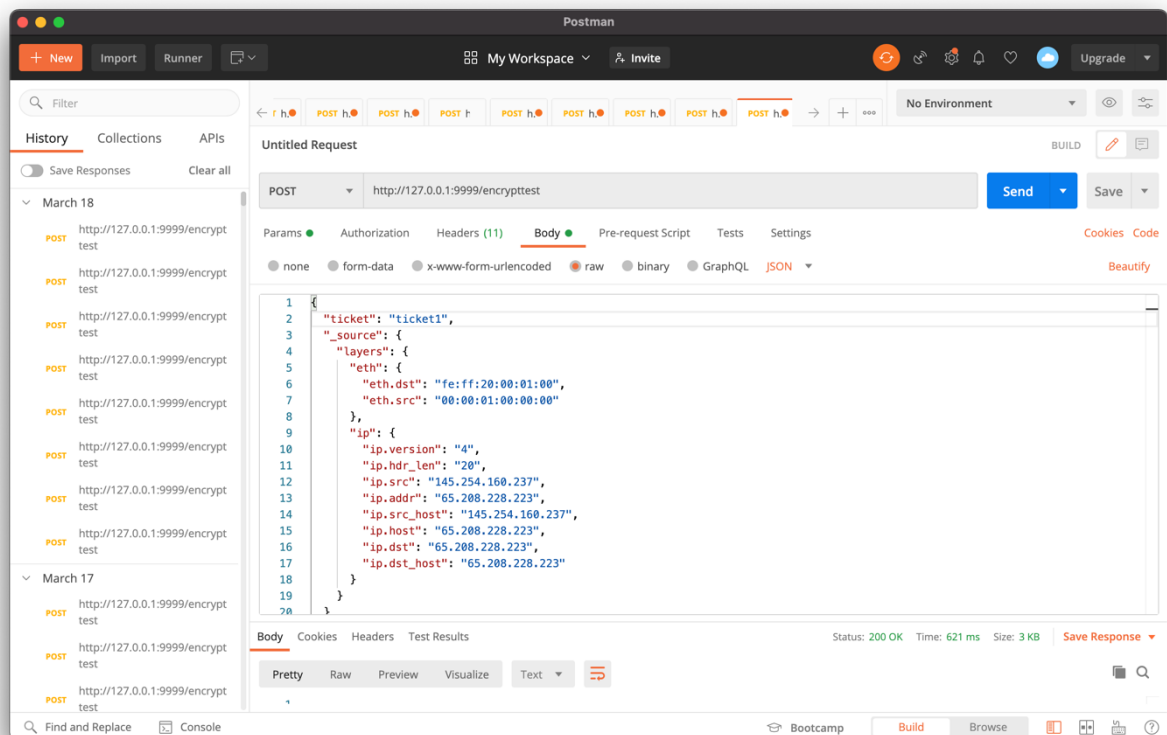 Postman
New Import Runner My Workspace Invite Upgrade
Filter
History Collections APIs
Save Responses Clear all
March 18
POST http://127.0.0.1:9999/encrypt
test
POST http://127.0.0.1:9999/encrypt
test
POST http://127.0.0.1:9999/encrypt
test
POST http://127.0.0.1:9999/encrypt
test
POST http://127.0.0.1:9999/encrypt
test
POST http://127.0.0.1:9999/encrypt
test
POST http://127.0.0.1:9999/encrypt
test
POST http://127.0.0.1:9999/encrypt
test
March 17
POST http://127.0.0.1:9999/encrypt
test
POST http://127.0.0.1:9999/encrypt
test
POST http://127.0.0.1:9999/encrypt
test
h. POST h. POST h. POST h POST h. POST h. POST h. POST h. POST h. No Environment
Untitled Request BUILD
POST http://127.0.0.1:9999/encrypttest Send Save
Params Authorization Headers (11) Body Pre-request Script Tests Settings Cookies Code
none form-data x-www-form-urlencoded raw binary GraphQL JSON Beautify
1 {
2 "ticket": "ticket1",
3 "_source": {
4 "layers": {
5 "eth": {
6 "eth.dst": "fe:ff:20:00:01:00",
7 "eth.src": "00:00:01:00:00:00"
8 },
9 "ip": {
10 "ip.version": "4",
11 "ip.hdr_len": "20",
12 "ip.src": "145.254.160.237",
13 "ip.addr": "65.208.228.223",
14 "ip.src_host": "145.254.160.237",
15 "ip.host": "65.208.228.223",
16 "ip.dst": "65.208.228.223",
17 "ip.dst_host": "65.208.228.223"
18 }
19 }
20 }
Body Cookies Headers Test Results Status: 200 OK Time: 621 ms Size: 3 KB Save Response
Pretty Raw Preview Visualize Text
1
Find and Replace Console Bootcamp Build Browse